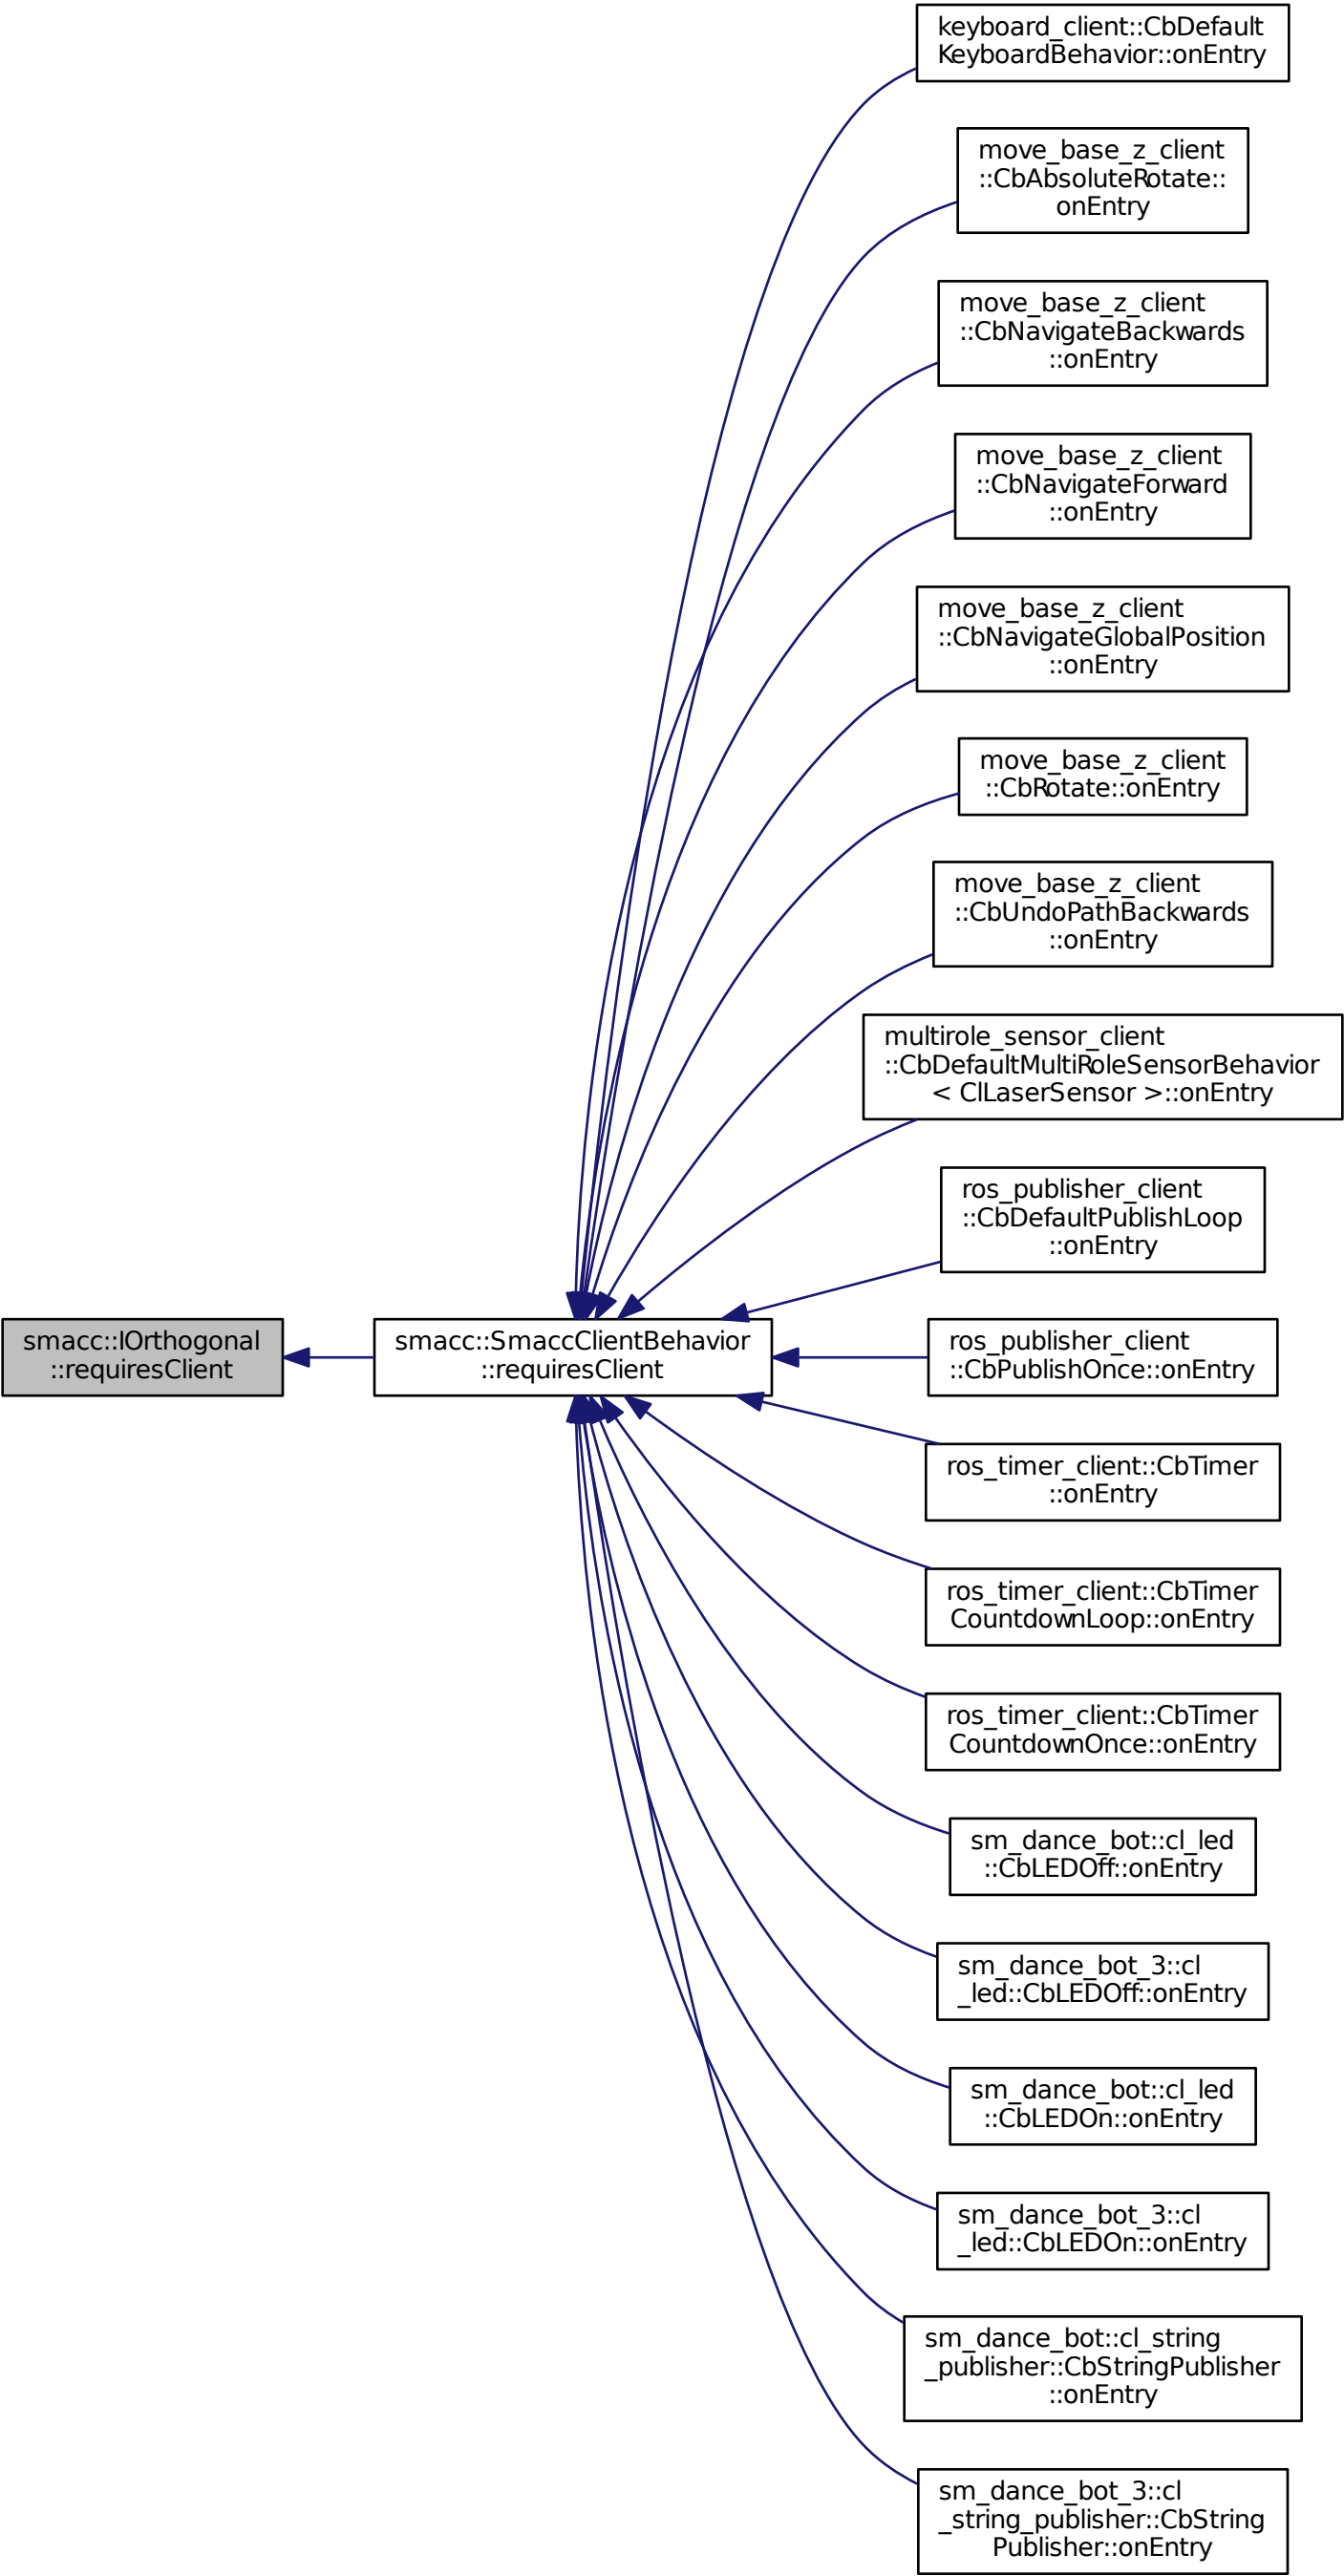 keyboard_client::CbDefault
KeyboardBehavior::onEntry
move_base_z_client
::CbAbsoluteRotate::
onEntry
move_base_z_client
::CbNavigateBackwards
::onEntry
move_base_z_client
::CbNavigateForward
::onEntry
move_base_z_client
::CbNavigateGlobalPosition
::onEntry
move_base_z_client
::CbRotate::onEntry
move_base_z_client
::CbUndoPathBackwards
::onEntry
multirole_sensor_client
::CbDefaultMultiRoleSensorBehavior
< ClLaserSensor >::onEntry
ros_publisher_client
::CbDefaultPublishLoop
::onEntry
smacc::IOrthogonal
::requiresClient
smacc::SmaccClientBehavior
::requiresClient
ros_publisher_client
::CbPublishOnce::onEntry
ros_timer_client::CbTimer
::onEntry
ros_timer_client::CbTimer
CountdownLoop::onEntry
ros_timer_client::CbTimer
CountdownOnce::onEntry
sm_dance_bot::cl_led
::CbLEDOff::onEntry
sm_dance_bot_3::cl
_led::CbLEDOff::onEntry
sm_dance_bot::cl_led
::CbLEDOn::onEntry
sm_dance_bot_3::cl
_led::CbLEDOn::onEntry
sm_dance_bot::cl_string
_publisher::CbStringPublisher
::onEntry
sm_dance_bot_3::cl
_string_publisher::CbString
Publisher::onEntry